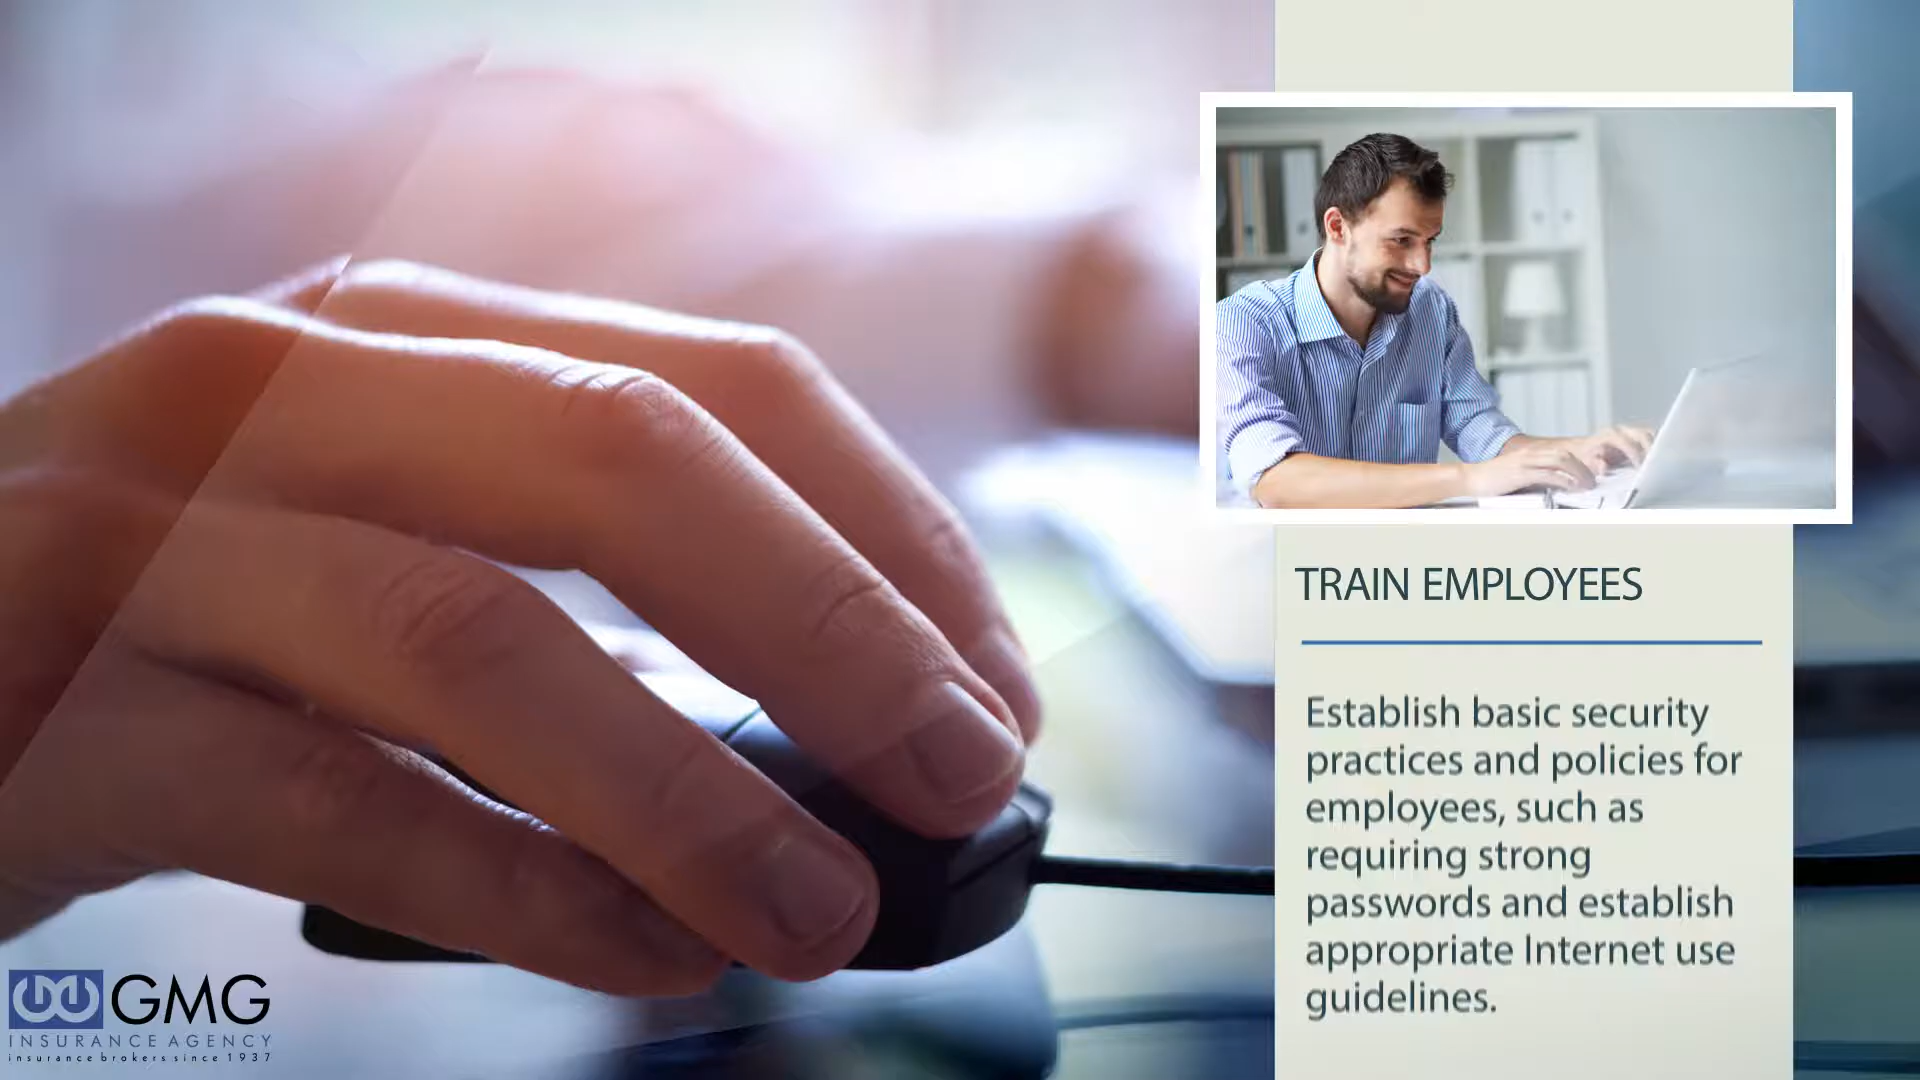 TRAIN EMPLOYEES
Establish basic security
practices and policies for
employees, such as
requiring strong
passwords and establish
appropriate Internet use
guidelines.
GMG
INSURANCE AGENCY
insurance brokers since 1937